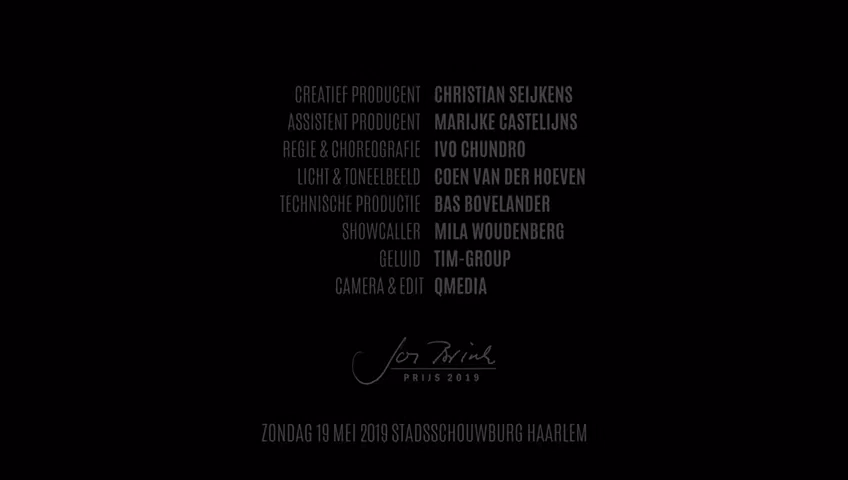 CREATIEF PRODUCENT CHRISTIAN SEIJKENS
ASSISTENT PRODUCENT MARIJKE CASTELIJNS
REGIE & CHOREOGRAFIE IVO CHUNDRO
LICHT & TONEELBEELD COEN VAN DER HOEVEN
TECHNISCHE PRODUCTIE BAS BOVELANDER
SHOWCALLER MILA WOUDENBERG
GELUID TIM-GROUP
CAMERA & EDIT QMEDIA
Jos Brink
PRIJS 2019
ZONDAG 19 MEI 2019 STADSSCHOUWBURG HAARLEM